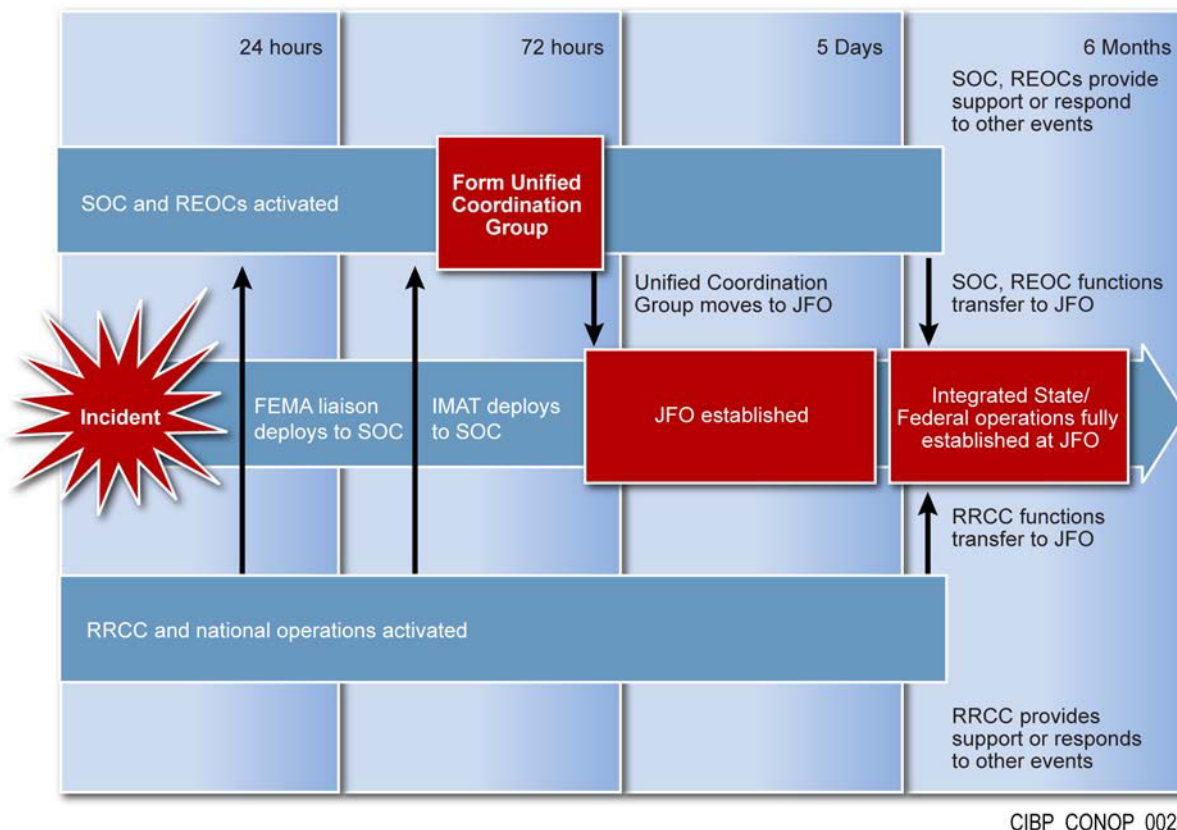 24 hours
72 hours
5 Days
6 Months
SOC, REOCs provide
support or respond
to other events
SOC and REOCs activated
Form Unified
Coordination
Group
Unified Coordination
Group moves to JFO
SOC, REOC functions
transfer to JFO
Incident
FEMA liaison
deploys to SOC
IMAT deploys
to SOC
JFO established
Integrated State/
Federal operations fully
established at JFO
RRCC functions
transfer to JFO
RRCC and national operations activated
RRCC provides
support or responds
to other events
CIBP_CONOP_002